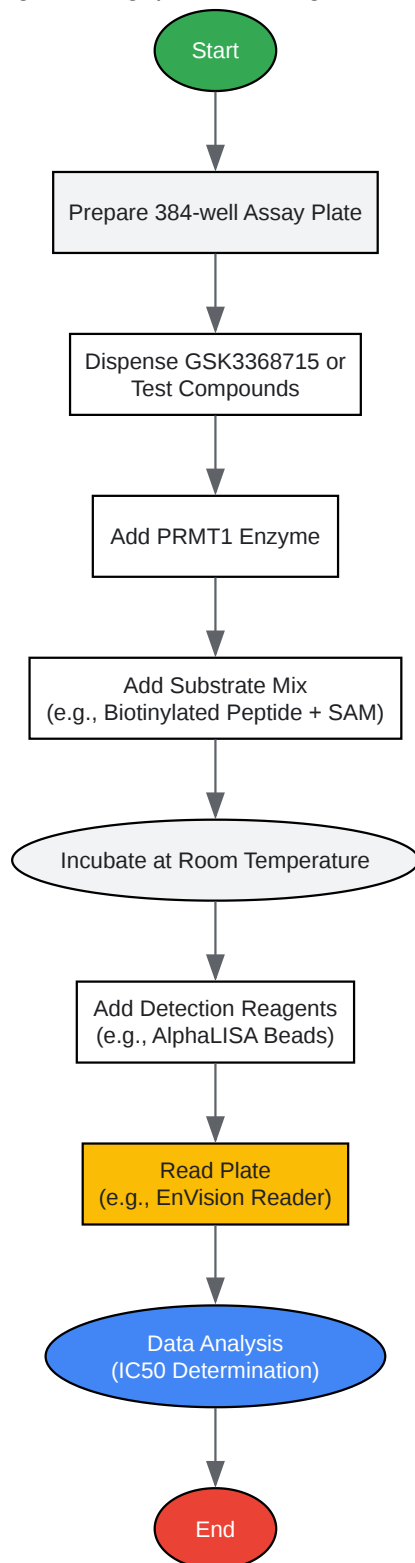 Start
Prepare 384-well Assay Plate
Dispense GSK3368715 or
Test Compounds
Add PRMT1 Enzyme
Add Substrate Mix
(e.g., Biotinylated Peptide + SAM)
Incubate at Room Temperature
Add Detection Reagents
(e.g., AlphaLISA Beads)
Read Plate
(e.g., EnVision Reader)
Data Analysis
(IC50 Determination)
End